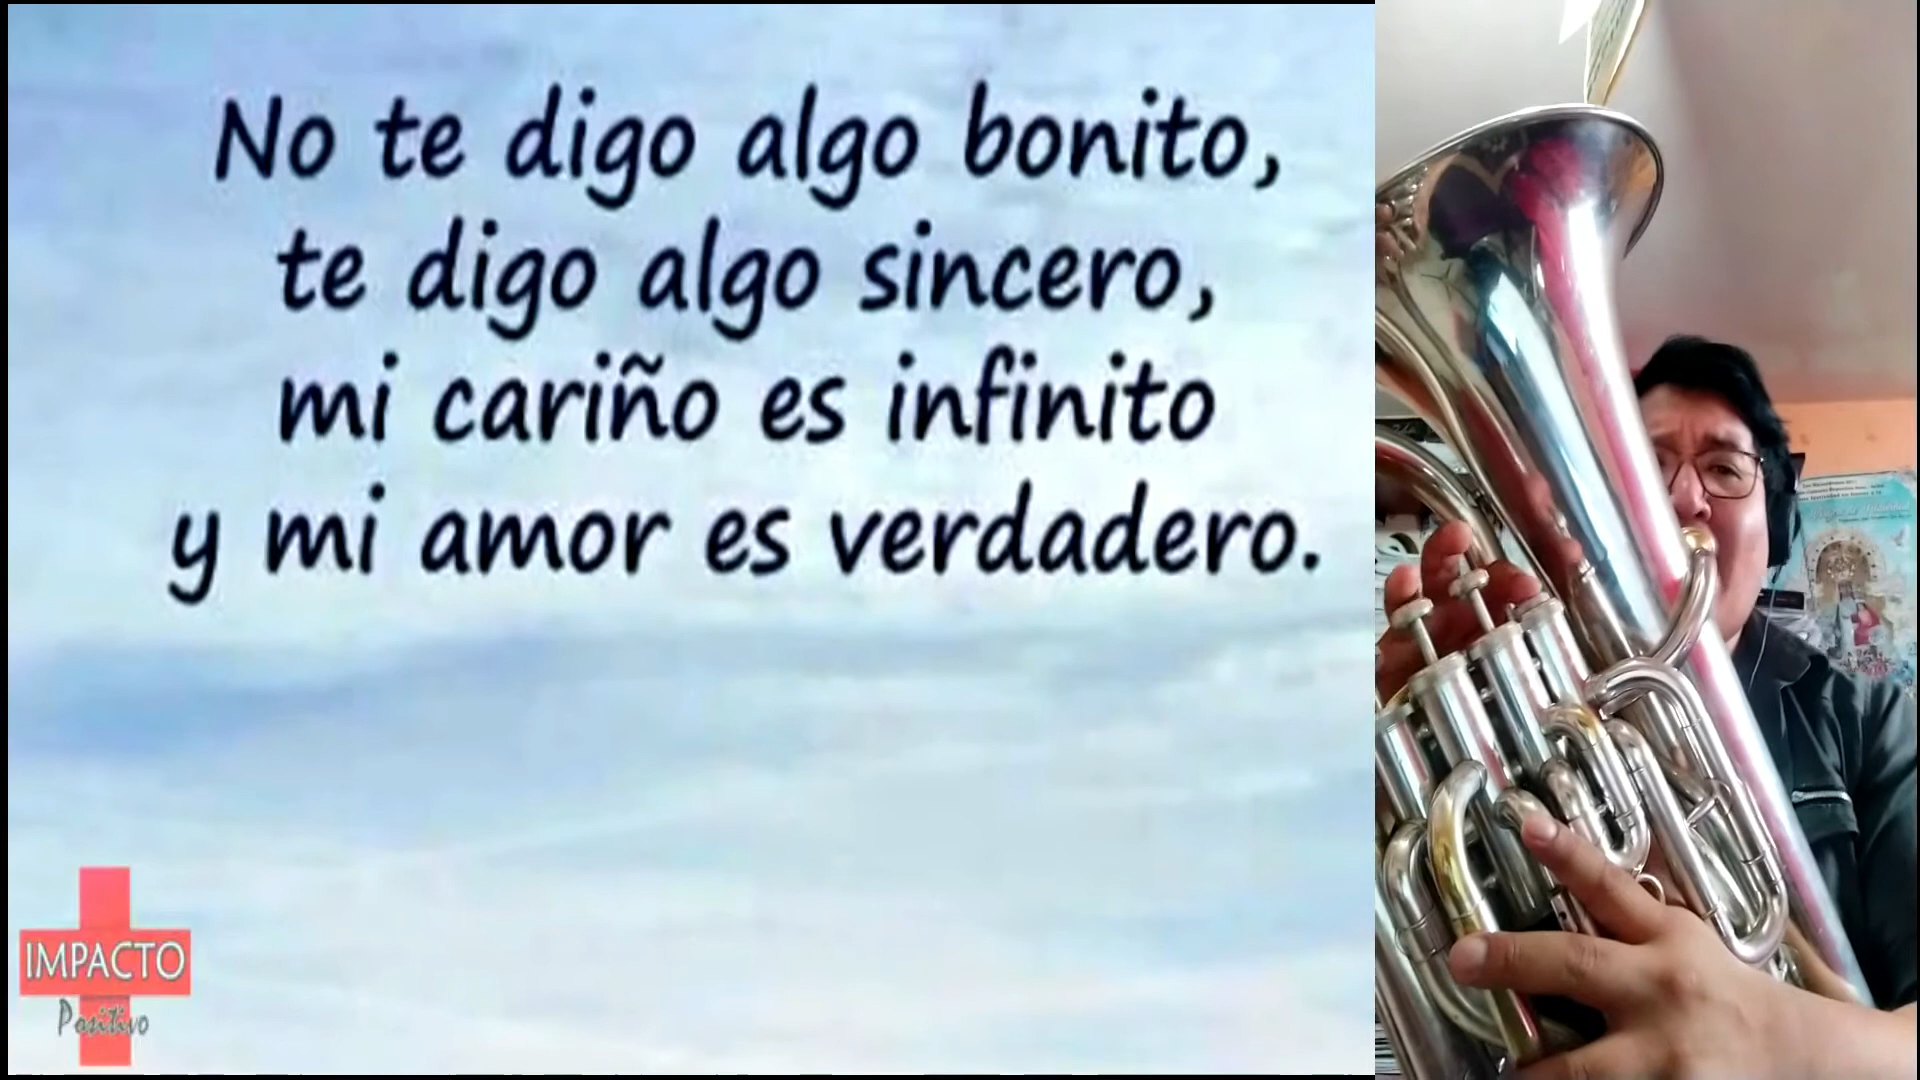 No te digo algo bonito,
te digo algo sincero,
mi cariño es infinito
y mi amor es verdadero.
IMPACTO
Positivo